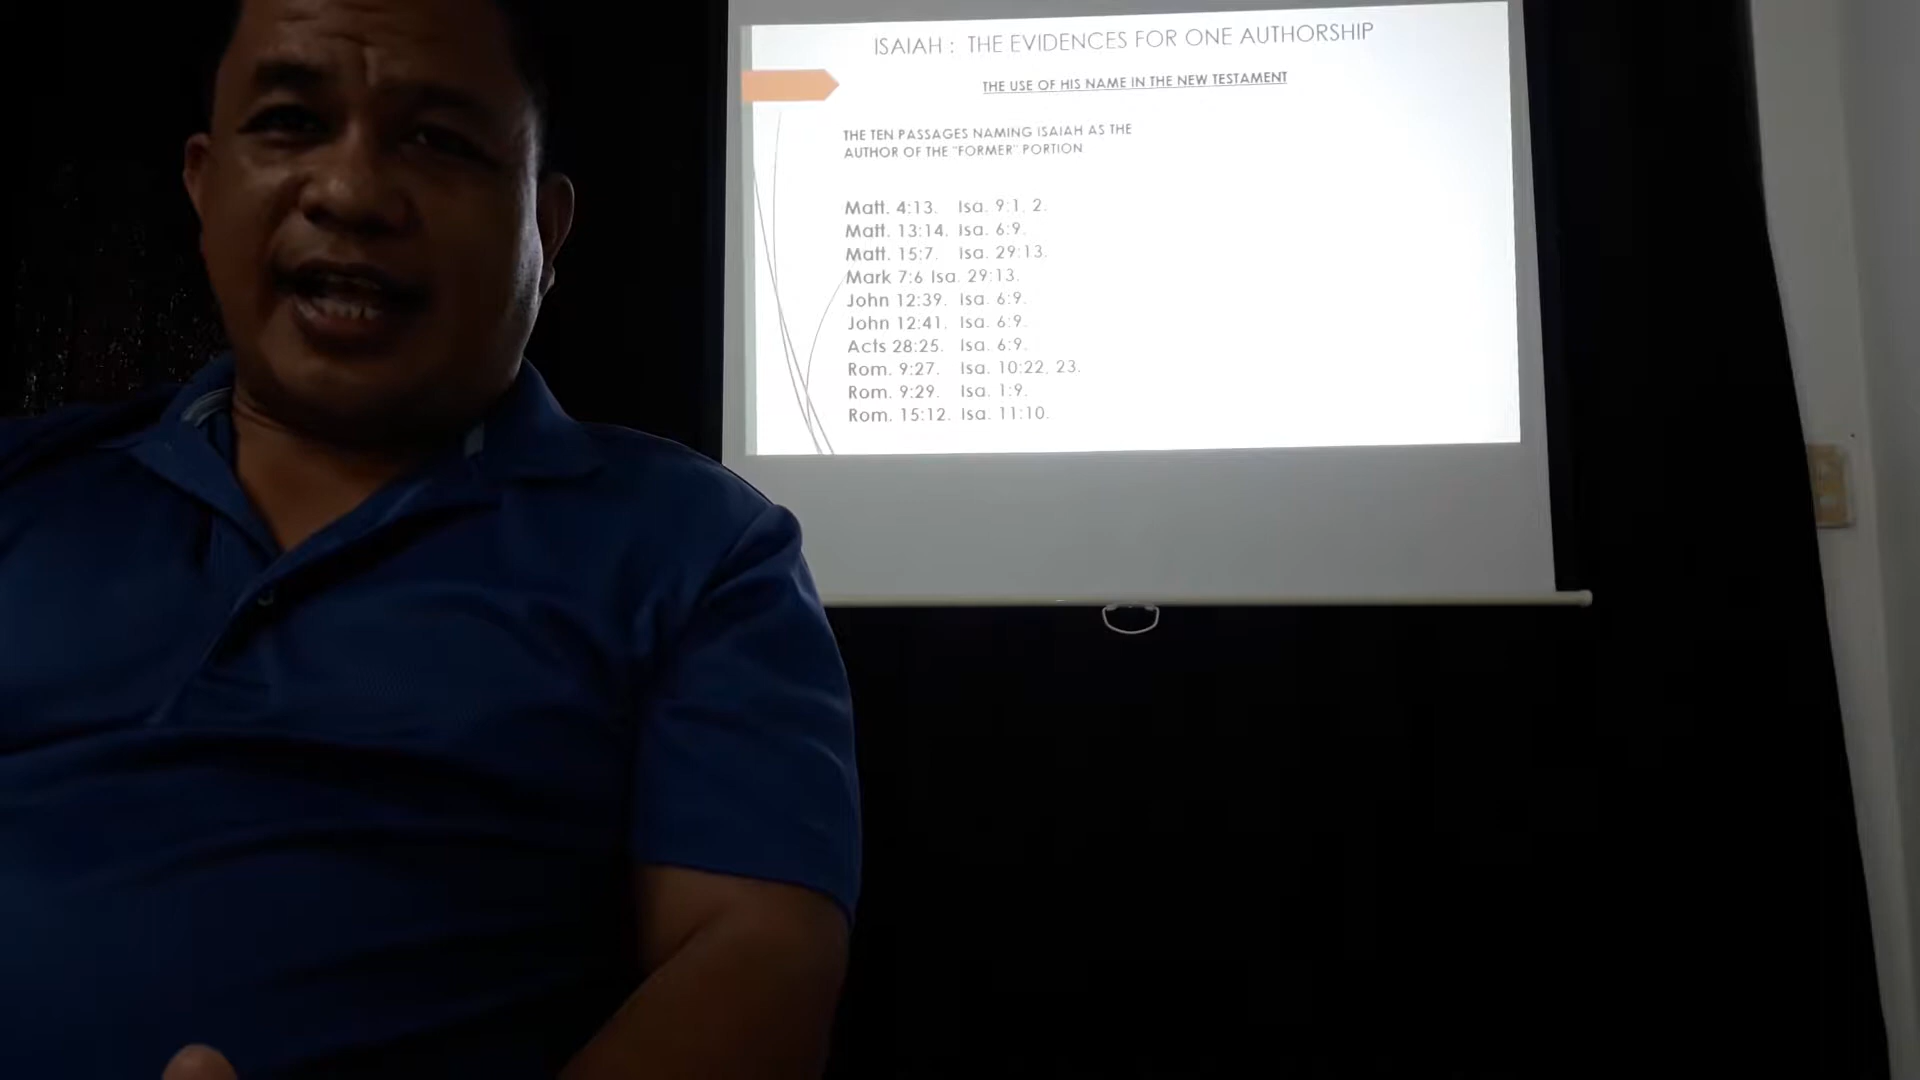 ISAIAH : THE EVIDENCES FOR ONE AUTHORSHIP
THE USE OF HIS NAME IN THE NEW TESTAMENT
THE TEN PASSAGES NAMING ISAIAH AS THE
AUTHOR OF THE "FORMER" PORTION
Matt. 4:13. Isa. 9:1, 2.
Matt. 13:14. Isa. 6:9.
Matt. 15:7. Isa. 29:13.
Mark 7:6 Isa. 29:13.
John 12:39. Isa. 6:9.
John 12:41. Isa. 6:9.
Acts 28:25. Isa. 6:9.
Rom. 9:27. Isa. 10:22, 23.
Rom. 9:29. Isa. 1:9.
Rom. 15:12. Isa. 11:10.